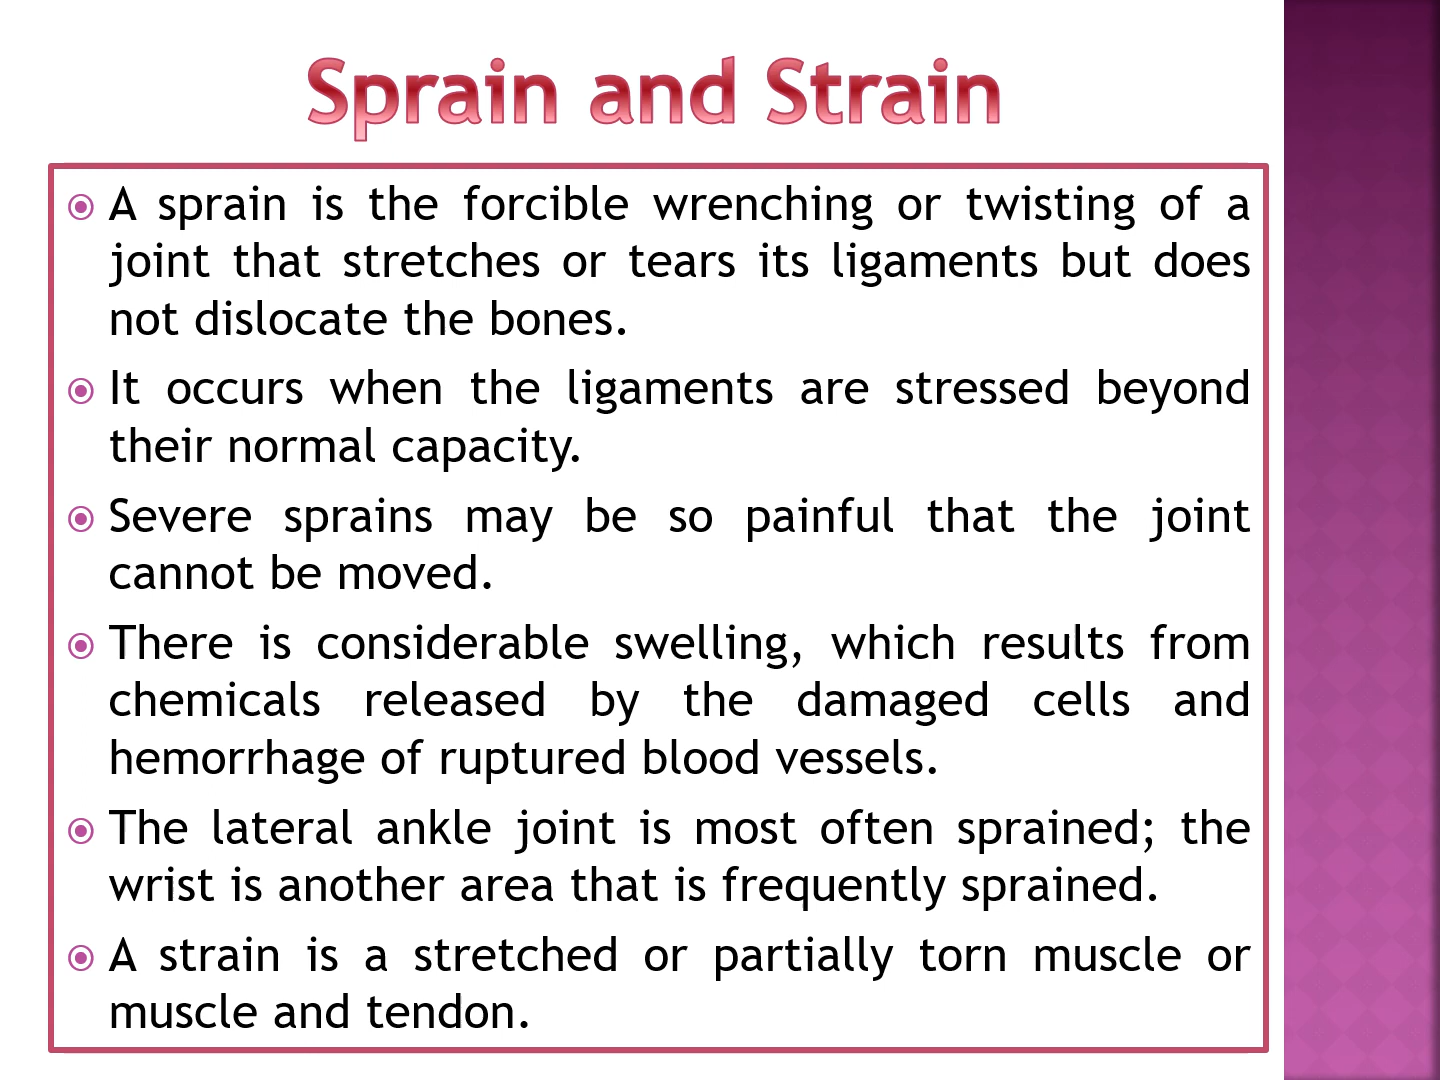 Sprain and Strain
A sprain is the forcible wrenching or twisting of a
joint that stretches or tears its ligaments but does
not dislocate the bones.
It occurs when the ligaments are stressed beyond
their normal capacity.
Severe sprains may be so painful that the joint
cannot be moved.
There is considerable swelling, which results from
chemicals released by the damaged cells and
hemorrhage of ruptured blood vessels.
The lateral ankle joint is most often sprained; the
wrist is another area that is frequently sprained.
A strain is a stretched or partially torn muscle or
muscle and tendon.